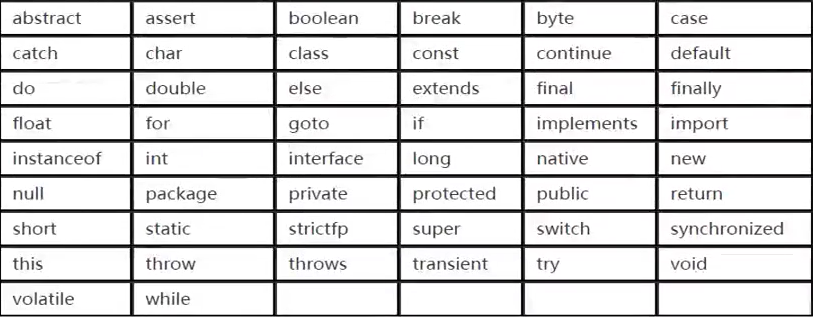 abstract assert boolean break byte case
catch char class const continue default
do double else extends final finally
float for goto if implements import
instanceof int interface long native new
null package private protected public return
short static strictfp super switch synchronized
this throw throws transient try void
volatile while